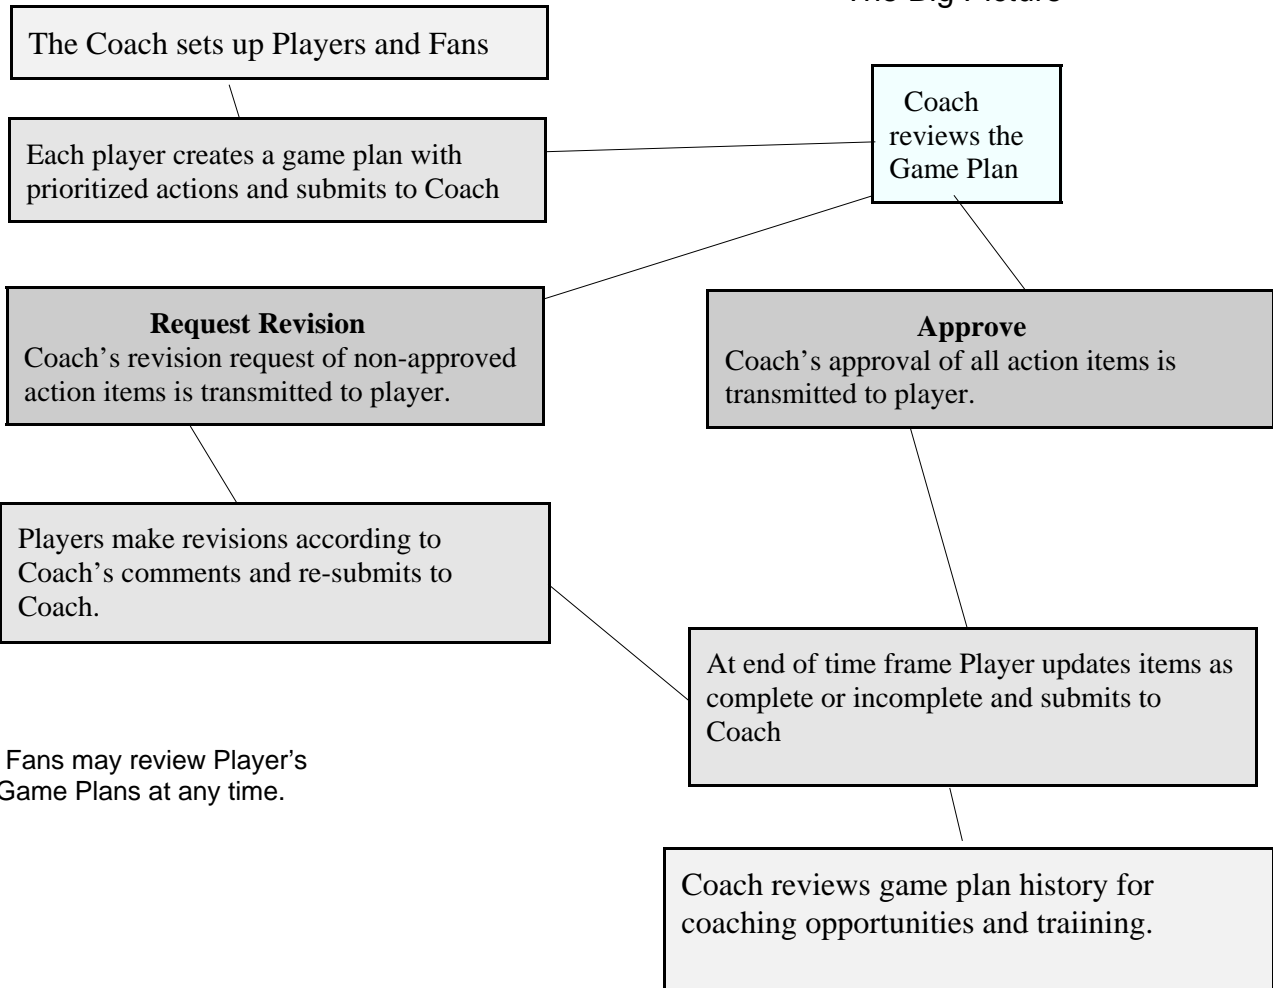 The Big Picture
The Coach sets up Players and Fans
Coach
reviews the
Game Plan
Each player creates a game plan with
prioritized actions and submits to Coach
Request Revision
Coach’s revision request of non-approved
action items is transmitted to player.
Approve
Coach’s approval of all action items is
transmitted to player.
Players make revisions according to
Coach’s comments and re-submits to
Coach.
At end of time frame Player updates items as
complete or incomplete and submits to
Coach
Fans may review Player’s
Game Plans at any time.
Coach reviews game plan history for
coaching opportunities and traiining.